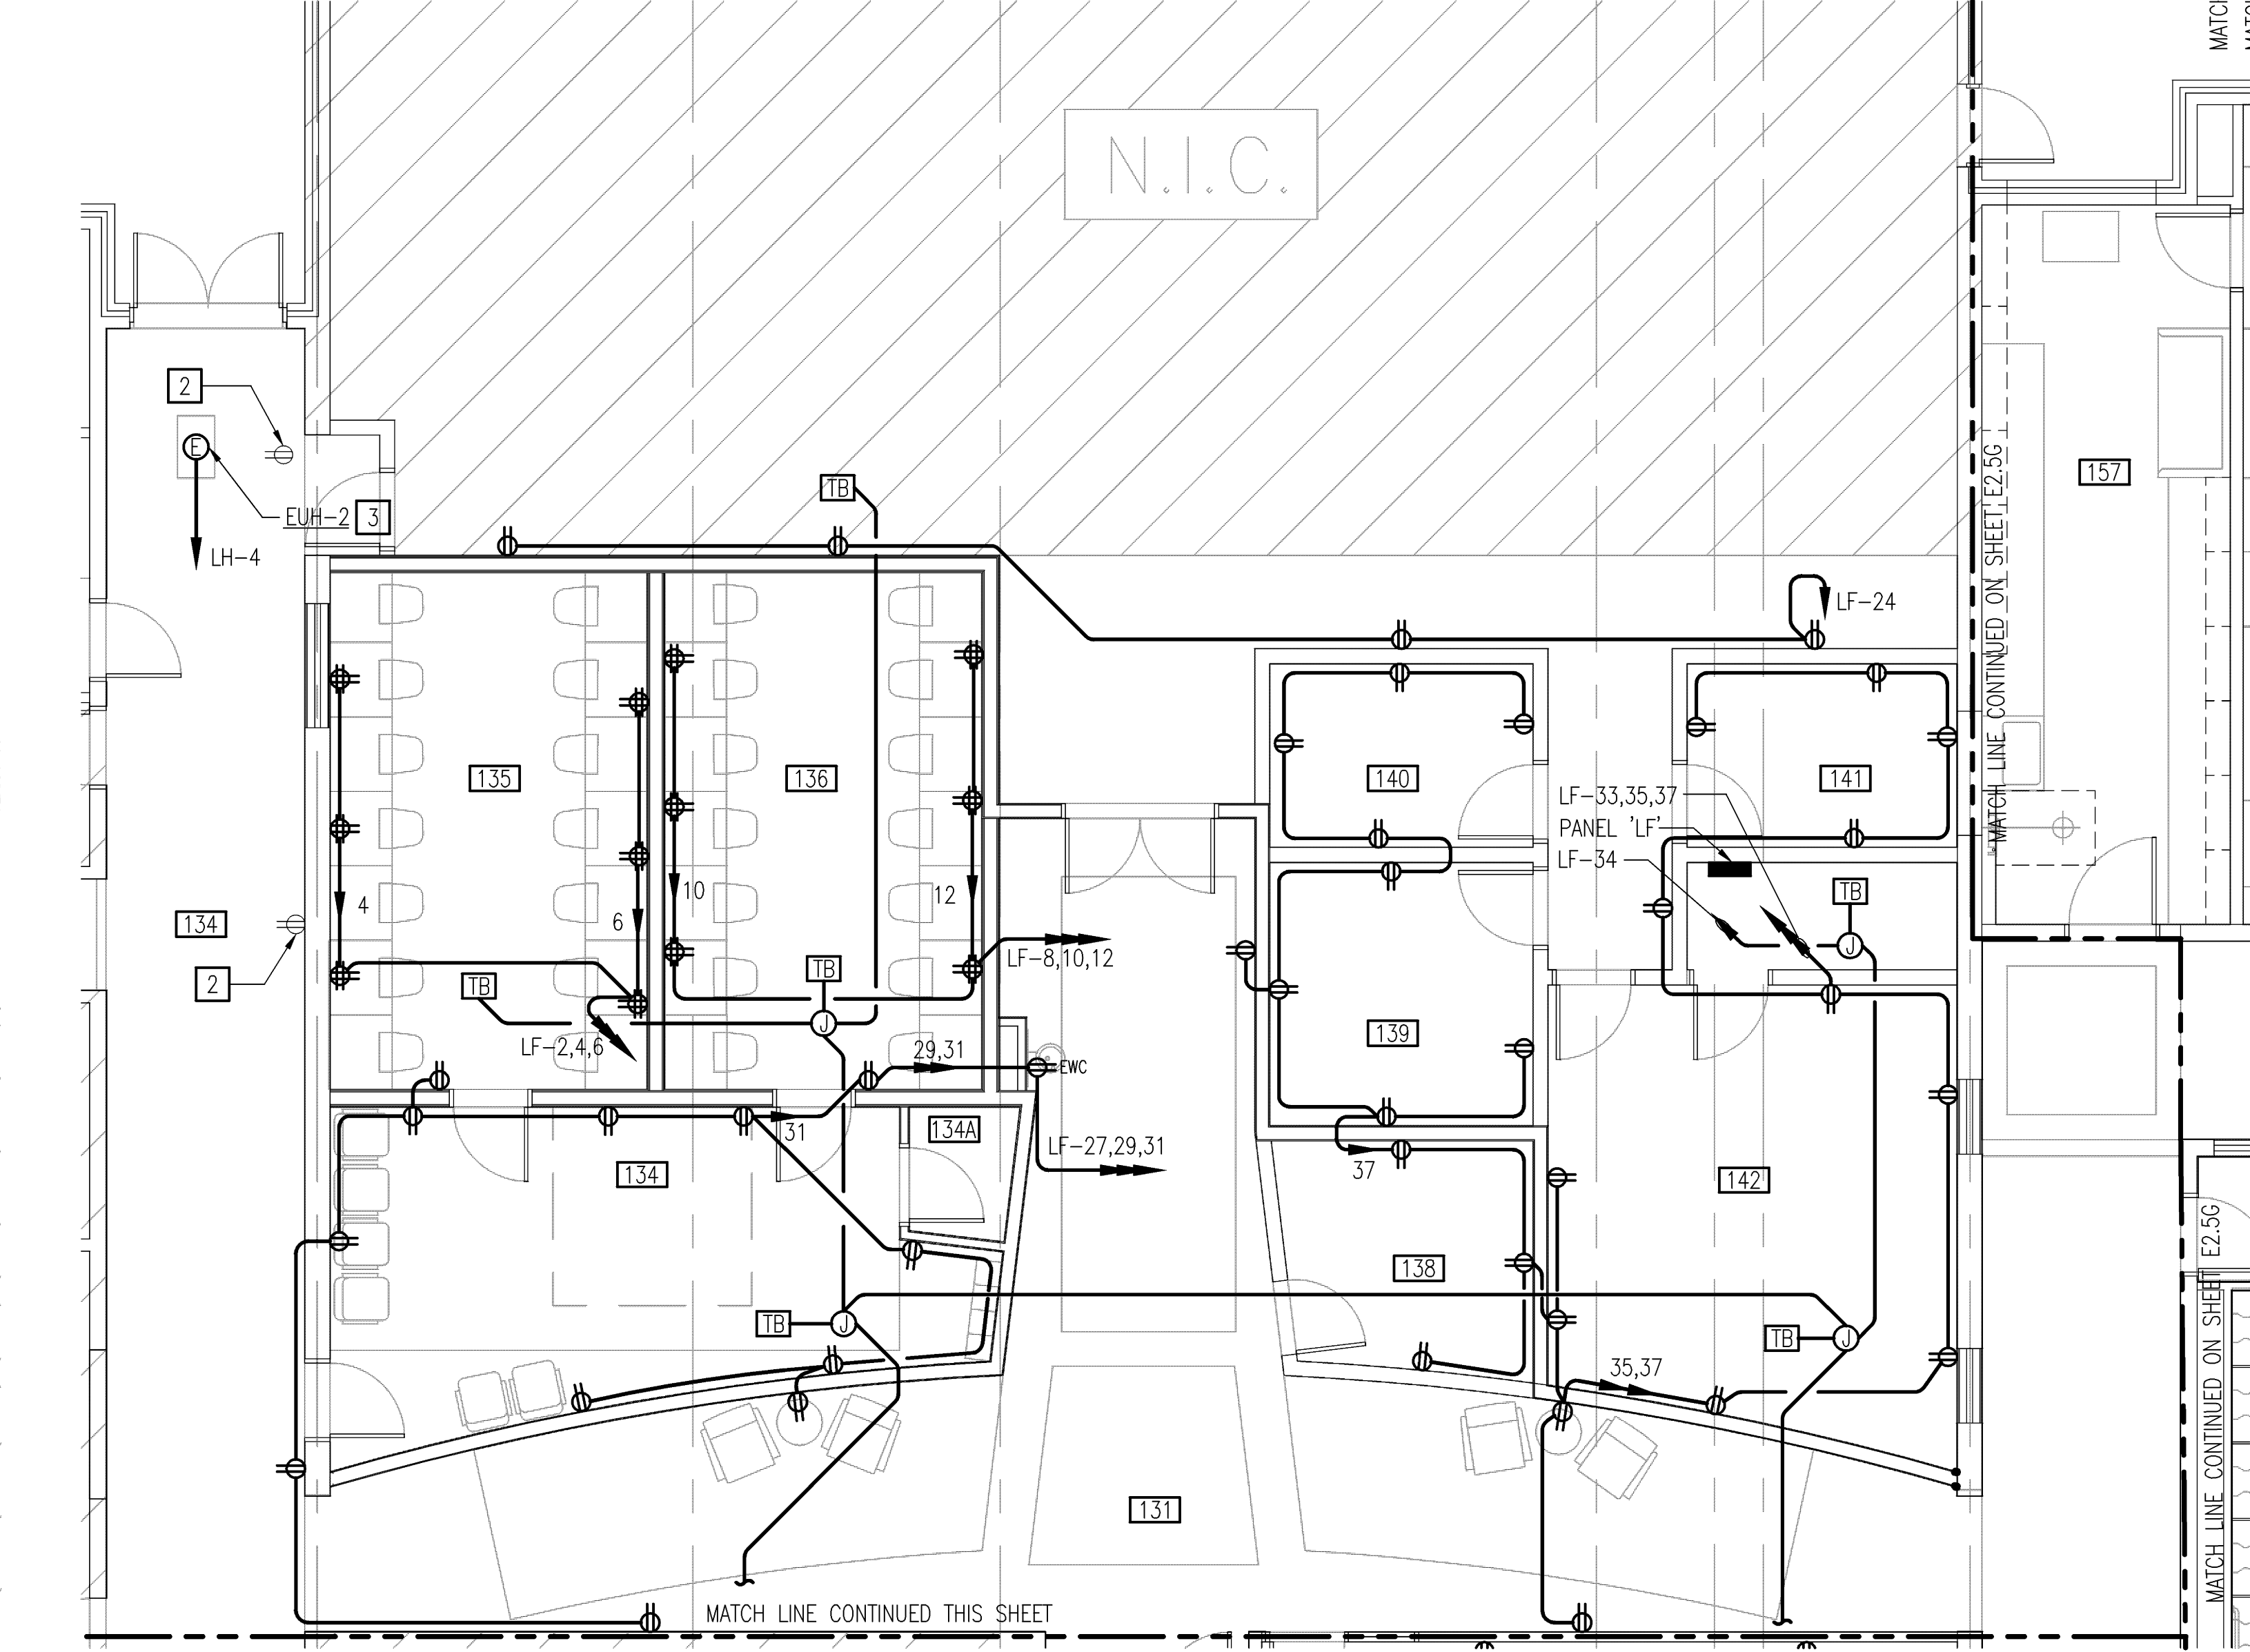 MATCH
MATCH
N.I.C.
2
E
EUH-2
3
LH-4
TB
157
MATCH LINE CONTINUED ON SHEET E2.5G
LF-24
135
136
140
141
LF-33,35,37
PANEL 'LF'
LF-34
TB
J
4
10
6
12
134
2
LF-8,10,12
TB
TB
J
LF-2,4,6
139
29,31
EWC
31
134A
134
LF-27,29,31
37
142
138
TB
J
TB
J
35,37
131
MATCH LINE CONTINUED ON SHEET E2.5G
MATCH LINE CONTINUED THIS SHEET